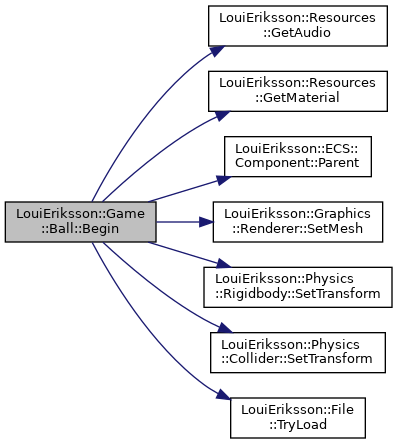 LouiEriksson::Resources
::GetAudio
LouiEriksson::Resources
::GetMaterial
LouiEriksson::ECS::
Component::Parent
LouiEriksson::Game
::Ball::Begin
LouiEriksson::Graphics
::Renderer::SetMesh
LouiEriksson::Physics
::Rigidbody::SetTransform
LouiEriksson::Physics
::Collider::SetTransform
LouiEriksson::File
::TryLoad